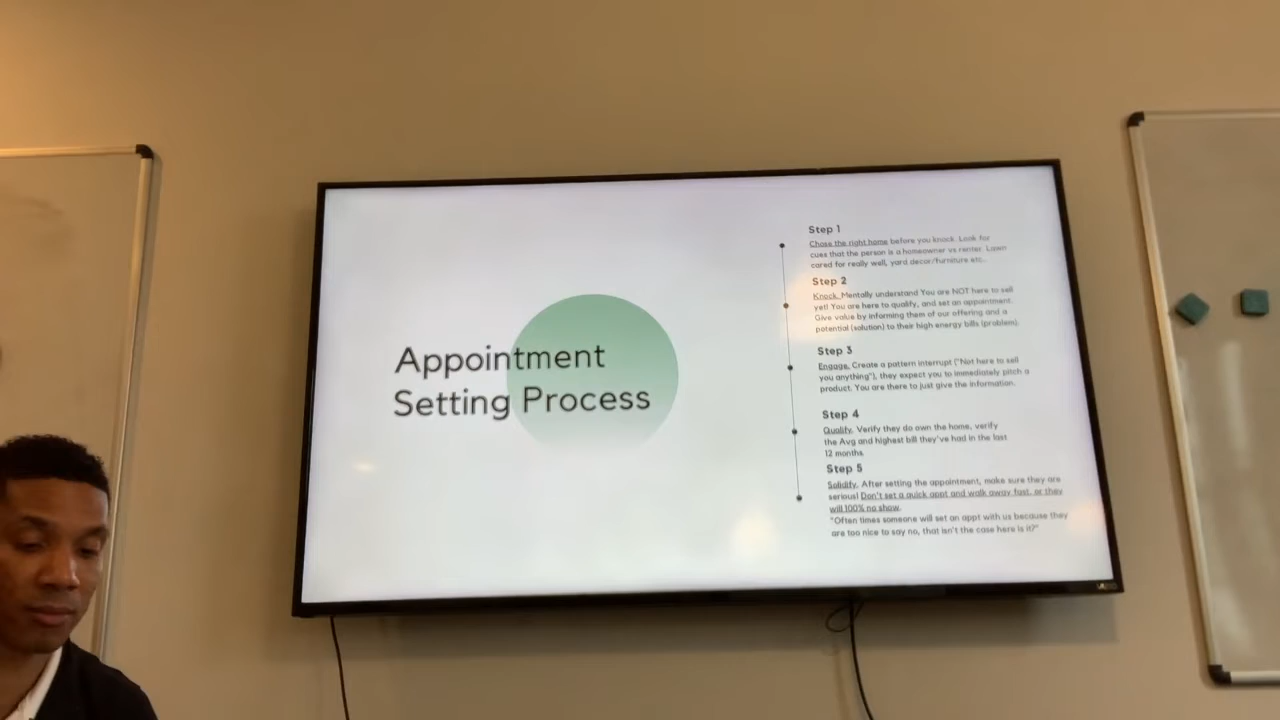 Appointment
Setting Process
Step 1
Chose the right home before you knock. Look for
cues that the person is a homeowner vs renter. Lawn
cared for really well, yard decor/furniture etc..
Step 2
Knock. Mentally understand You are NOT here to sell
yet! You are here to qualify, and set an appointment.
Give value by informing them of our offering and a
potential (solution) to their high energy bills (problem).
Step 3
Engage. Create a pattern interrupt ("Not here to sell
you anything"), they expect you to immediately pitch a
product. You are there to just give the information.
Step 4
Qualify. Verify they do own the home, verify
the Avg and highest bill they've had in the last
12 months.
Step 5
Solidify. After setting the appointment, make sure they are
serious! Don't set a quick appt and walk away fast, or they
will 100% no show.
"Often times someone will set an appt with us because they
are too nice to say no, that isn't the case here is it?"